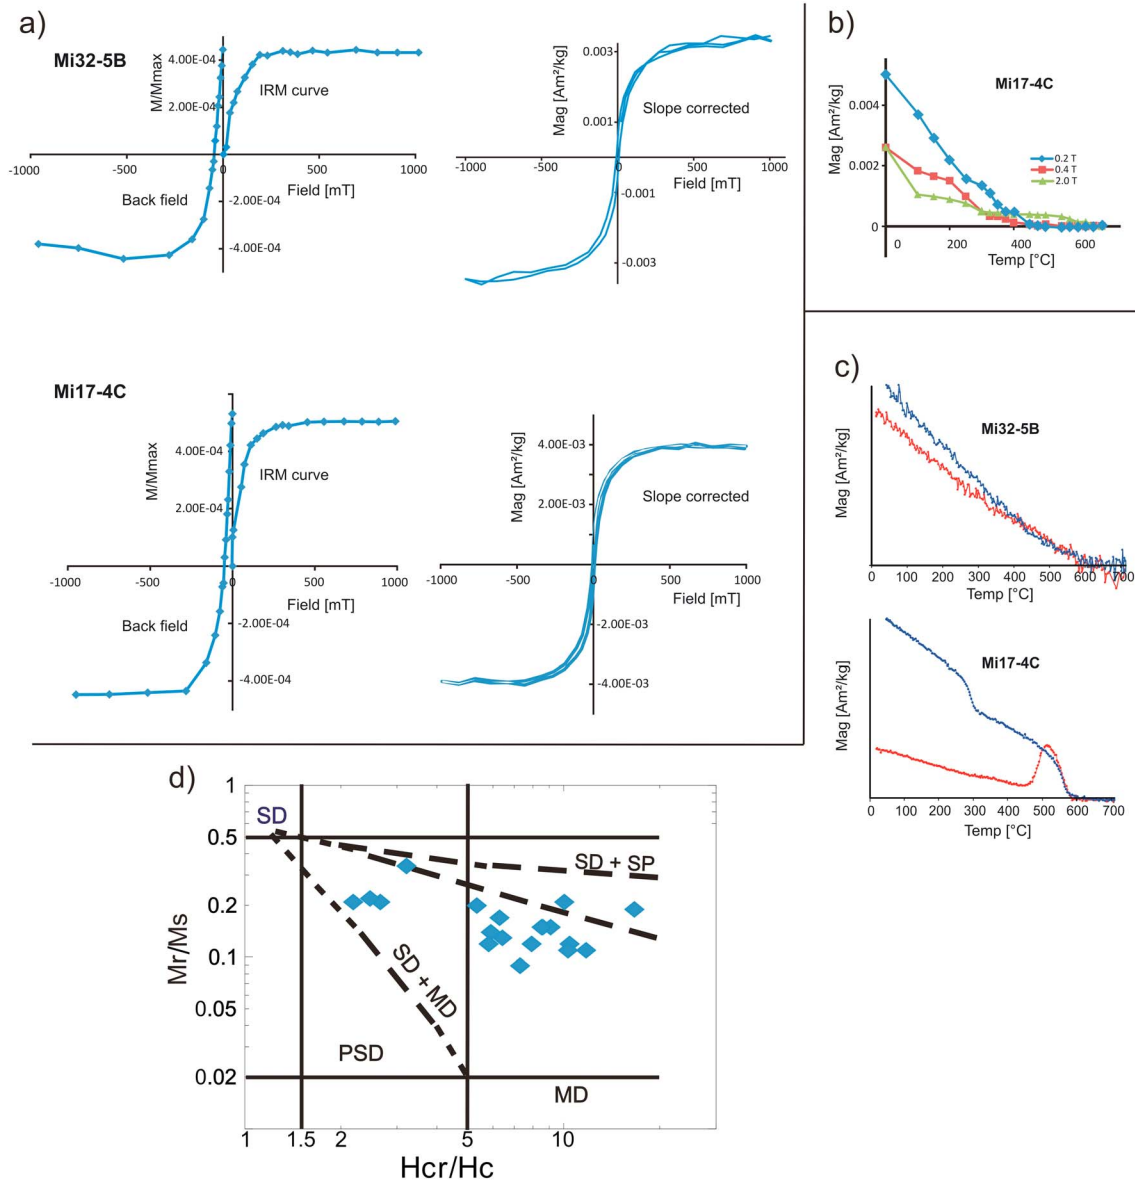 a)
Mi32-5B
M/Mmax
4.00E-04
2.00E-04
IRM curve
-1000
-500
0
500
1000
Field [mT]
Back field
-2.00E-04
-4.00E-04
Mag [Am²/kg]
0.003
0.001
Slope corrected
-1000
-500
0
500
1000
Field [mT]
-0.001
-0.003
Mi17-4C
M/Mmax
4.00E-04
2.00E-04
IRM curve
-1000
-500
0
500
1000
Field [mT]
Back field
-2.00E-04
-4.00E-04
Mag [Am²/kg]
4.00E-03
2.00E-03
Slope corrected
-1000
-500
0
500
1000
Field [mT]
-2.00E-03
-4.00E-03
b)
Mi17-4C
Mag [Am²/kg]
0.004
0.002
0
0.2 T
0.4 T
2.0 T
0
200
400
600
Temp [°C]
c)
Mi32-5B
Mag [Am²/kg]
0
100
200
300
400
500
600
700
Temp [°C]
Mi17-4C
Mag [Am²/kg]
0
100
200
300
400
500
600
700
Temp [°C]
d)
1
SD
0.5
SD + SP
0.2
Mr/Ms
0.1
SD + MD
0.05
PSD
0.02
MD
1
1.5
2
5
10
Hcr/Hc